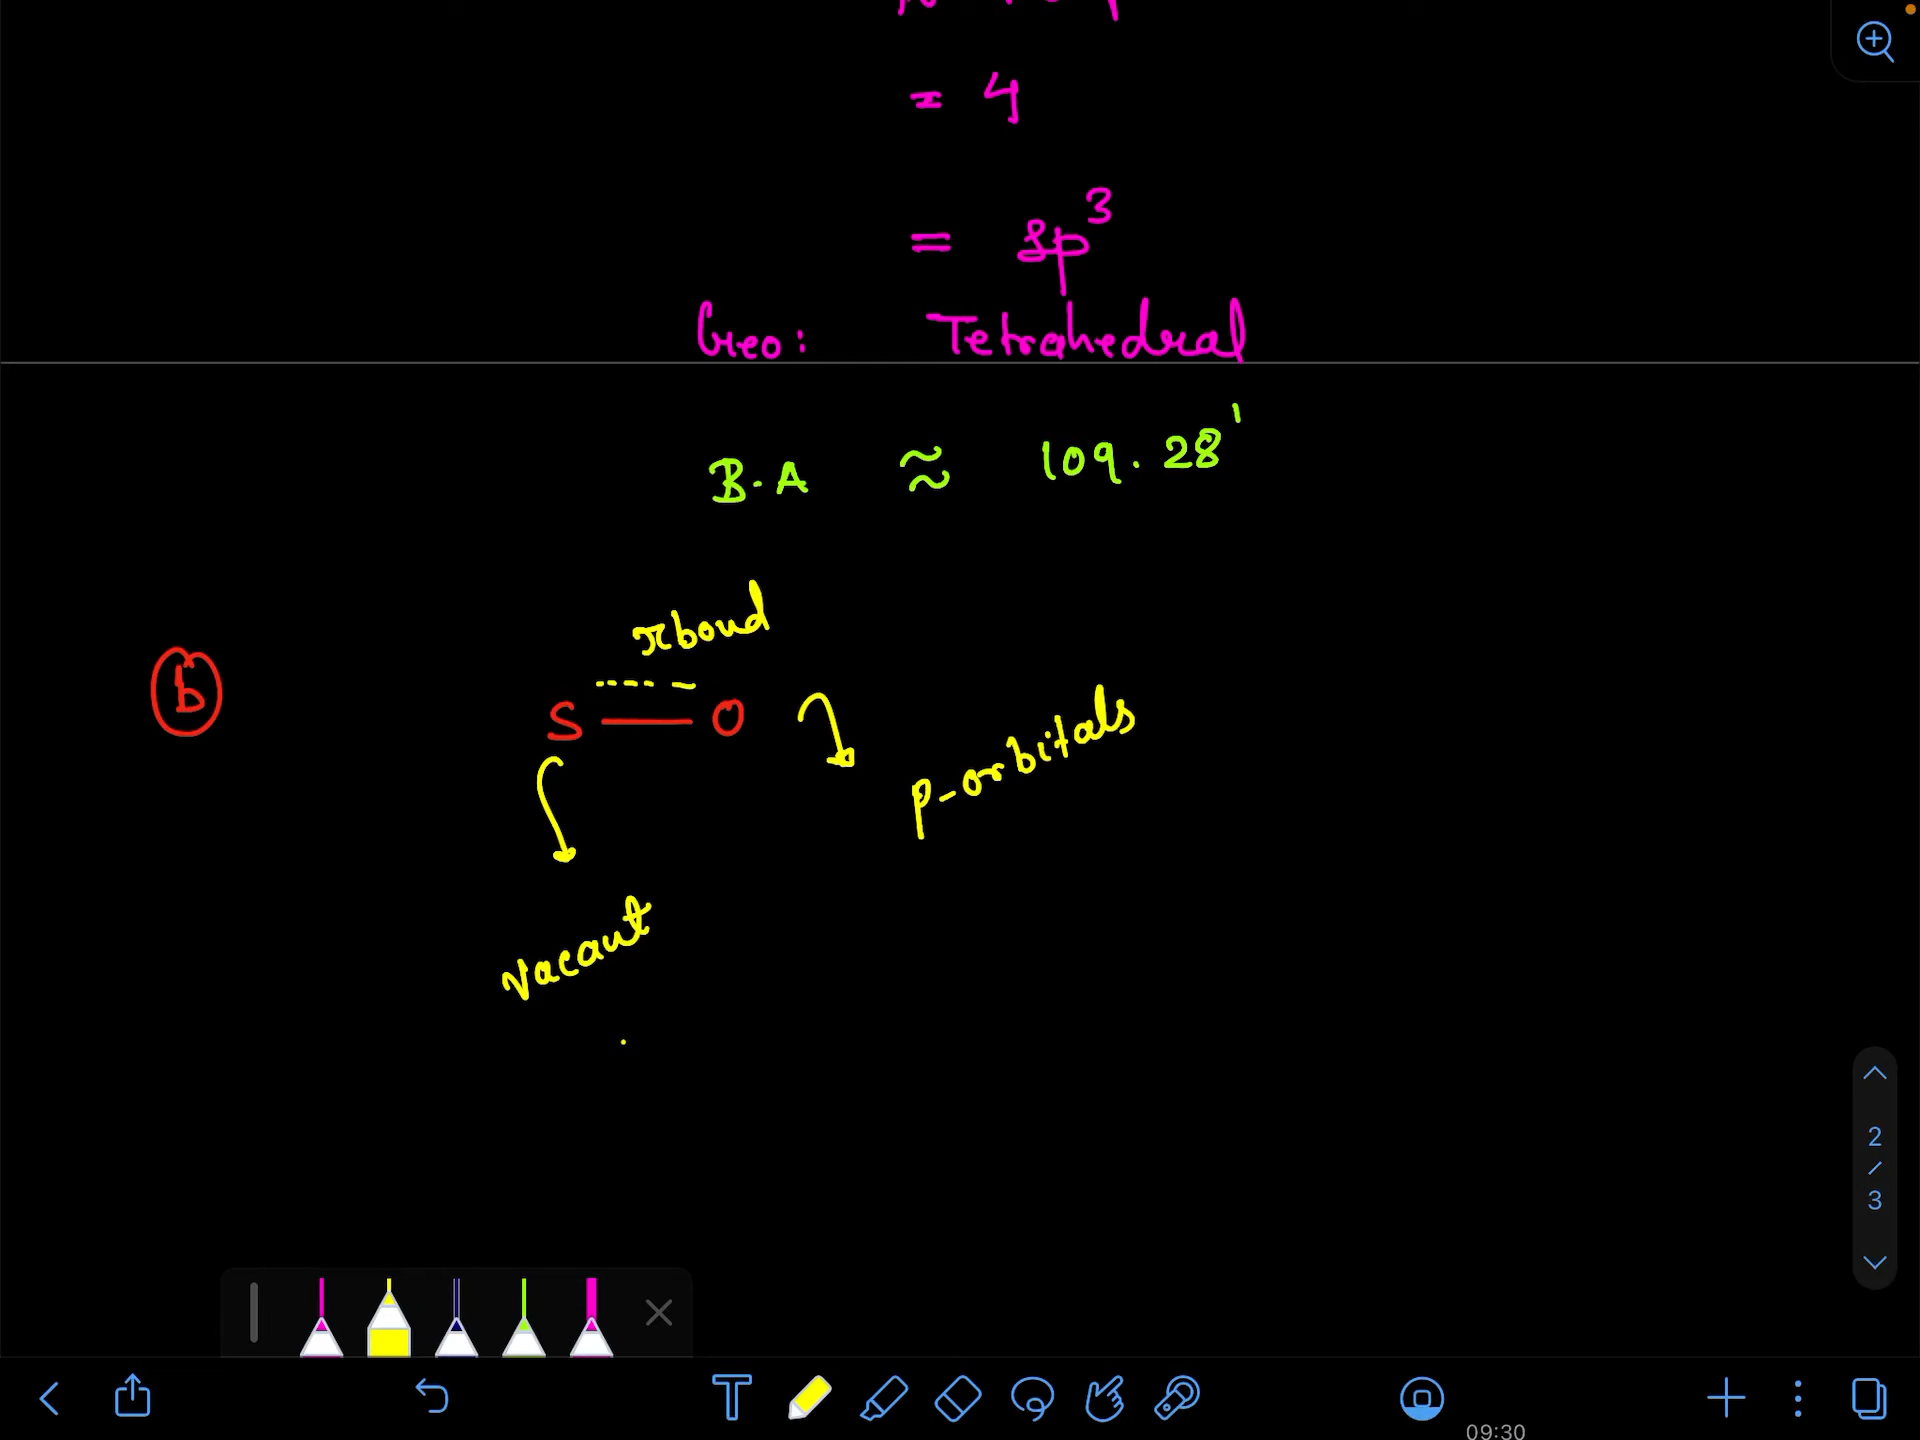 = 4
= sp³
Geo: Tetrahedral
B.A ≈ 109.28'
π bond
b
S O
p-orbitals
vacant
2
/
3
09:30